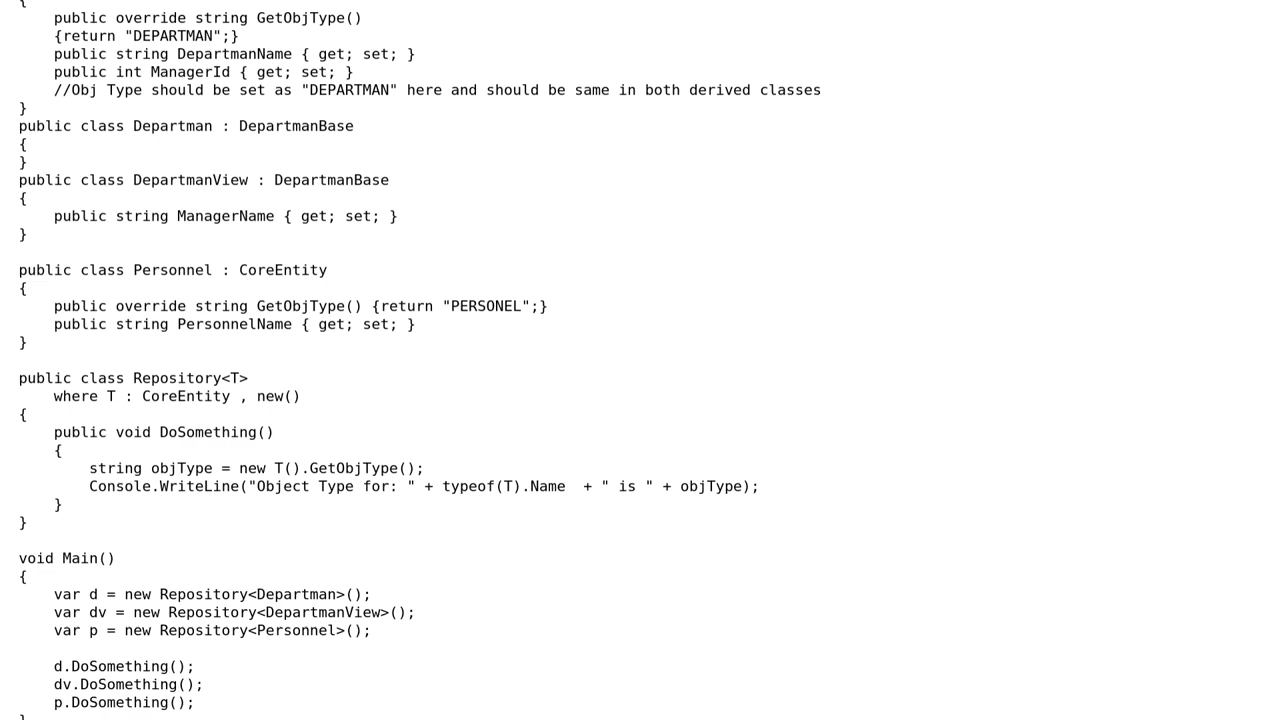 {
    public override string GetObjType()
    {return "DEPARTMAN";}
    public string DepartmanName { get; set; }
    public int ManagerId { get; set; }
    //Obj Type should be set as "DEPARTMAN" here and should be same in both derived classes
}
public class Departman : DepartmanBase
{
}
public class DepartmanView : DepartmanBase
{
    public string ManagerName { get; set; }
}

public class Personnel : CoreEntity
{
    public override string GetObjType() {return "PERSONEL";}
    public string PersonnelName { get; set; }
}

public class Repository<T>
    where T : CoreEntity , new()
{
    public void DoSomething()
    {
        string objType = new T().GetObjType();
        Console.WriteLine("Object Type for: " + typeof(T).Name  + " is " + objType);
    }
}

void Main()
{
    var d = new Repository<Departman>();
    var dv = new Repository<DepartmanView>();
    var p = new Repository<Personnel>();

    d.DoSomething();
    dv.DoSomething();
    p.DoSomething();
}